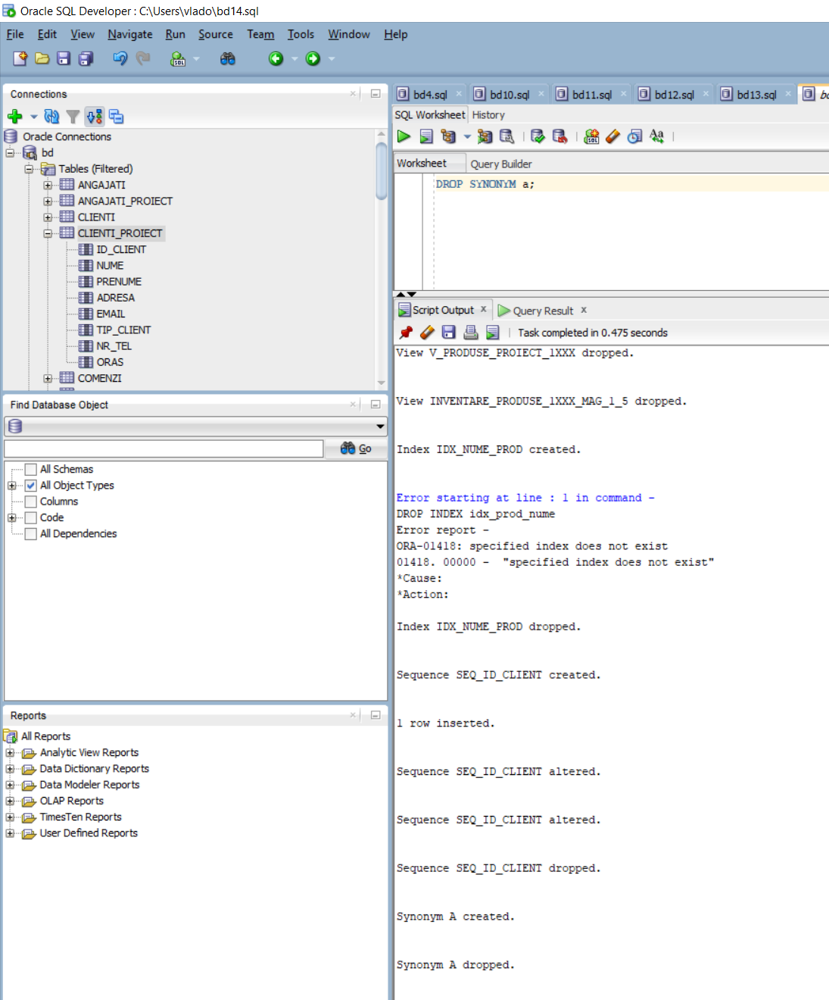 Oracle SQL Developer : C:\Users\vlado\bd14.sql
File Edit View Navigate Run Source Team Tools Window Help
Connections
Oracle Connections
bd
Tables (Filtered)
ANGAJATI
ANGAJATI_PROIECT
CLIENTI
CLIENTI_PROIECT
ID_CLIENT
NUME
PRENUME
ADRESA
EMAIL
TIP_CLIENT
NR_TEL
ORAS
COMENZI
Find Database Object
Go
All Schemas
All Object Types
Columns
Code
All Dependencies
Reports
All Reports
Analytic View Reports
Data Dictionary Reports
Data Modeler Reports
OLAP Reports
TimesTen Reports
User Defined Reports
bd4.sql bd10.sql bd11.sql bd12.sql bd13.sql
SQL Worksheet History
Worksheet Query Builder
DROP SYNONYM a;
Script Output x Query Result x
Task completed in 0.475 seconds
View V_PRODUSE_PROIECT_1XXX dropped.
View INVENTARE_PRODUSE_1XXX_MAG_1_5 dropped.
Index IDX_NUME_PROD created.
Error starting at line : 1 in command -
DROP INDEX idx_prod_nume
Error report -
ORA-01418: specified index does not exist
01418. 00000 -  "specified index does not exist"
*Cause:
*Action:
Index IDX_NUME_PROD dropped.
Sequence SEQ_ID_CLIENT created.
1 row inserted.
Sequence SEQ_ID_CLIENT altered.
Sequence SEQ_ID_CLIENT altered.
Sequence SEQ_ID_CLIENT dropped.
Synonym A created.
Synonym A dropped.